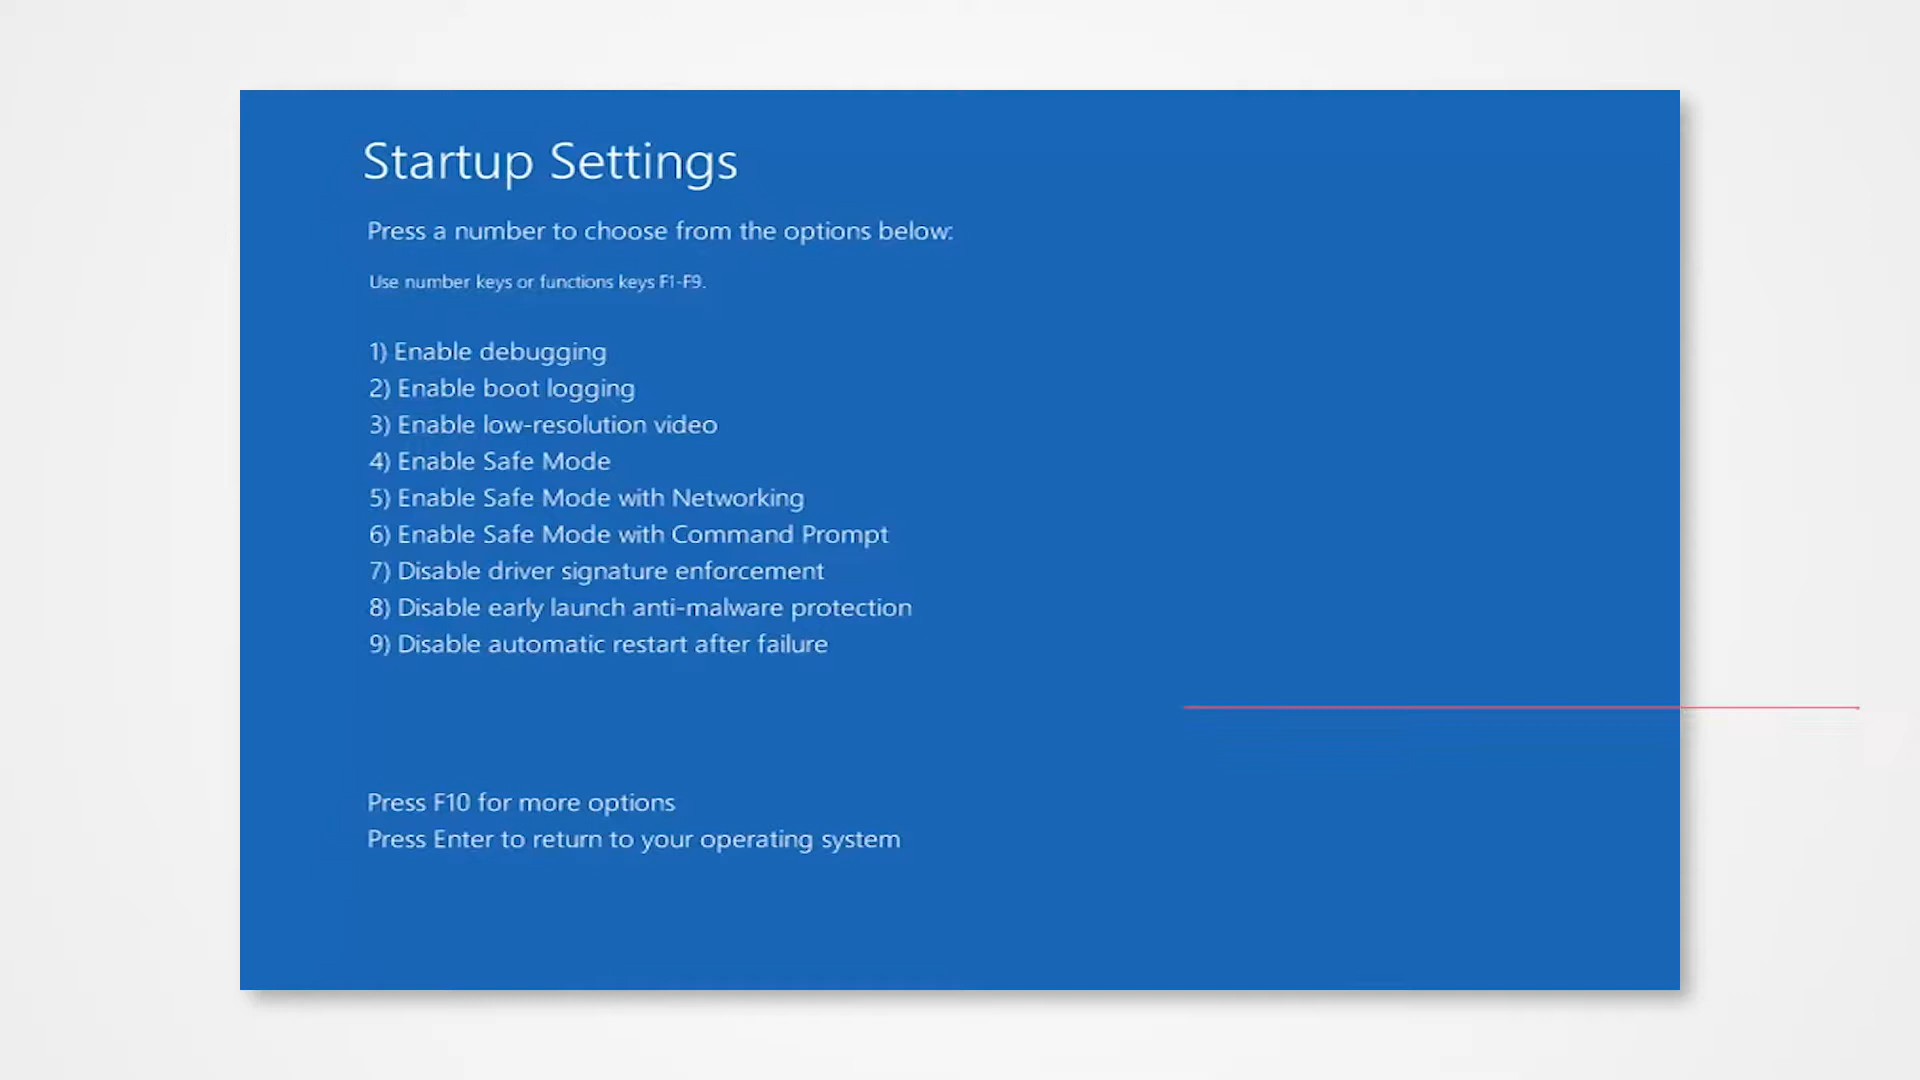 Startup Settings
Press a number to choose from the options below:
Use number keys or functions keys F1-F9.
1) Enable debugging
2) Enable boot logging
3) Enable low-resolution video
4) Enable Safe Mode
5) Enable Safe Mode with Networking
6) Enable Safe Mode with Command Prompt
7) Disable driver signature enforcement
8) Disable early launch anti-malware protection
9) Disable automatic restart after failure
Press F10 for more options
Press Enter to return to your operating system